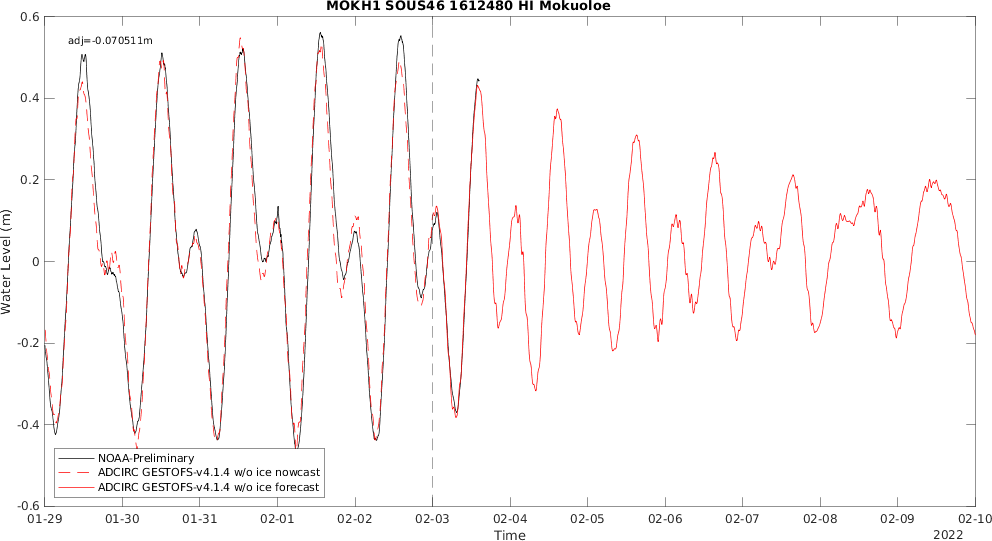 MOKH1 SOUS46 1612480 HI Mokuoloe
adj=-0.070511m
0.6
0.4
0.2
0
-0.2
-0.4
-0.6
Water Level (m)
NOAA-Preliminary
ADCIRC GESTOFS-v4.1.4 w/o ice nowcast
ADCIRC GESTOFS-v4.1.4 w/o ice forecast
01-29 01-30 01-31 02-01 02-02 02-03 02-04 02-05 02-06 02-07 02-08 02-09 02-10
Time
2022